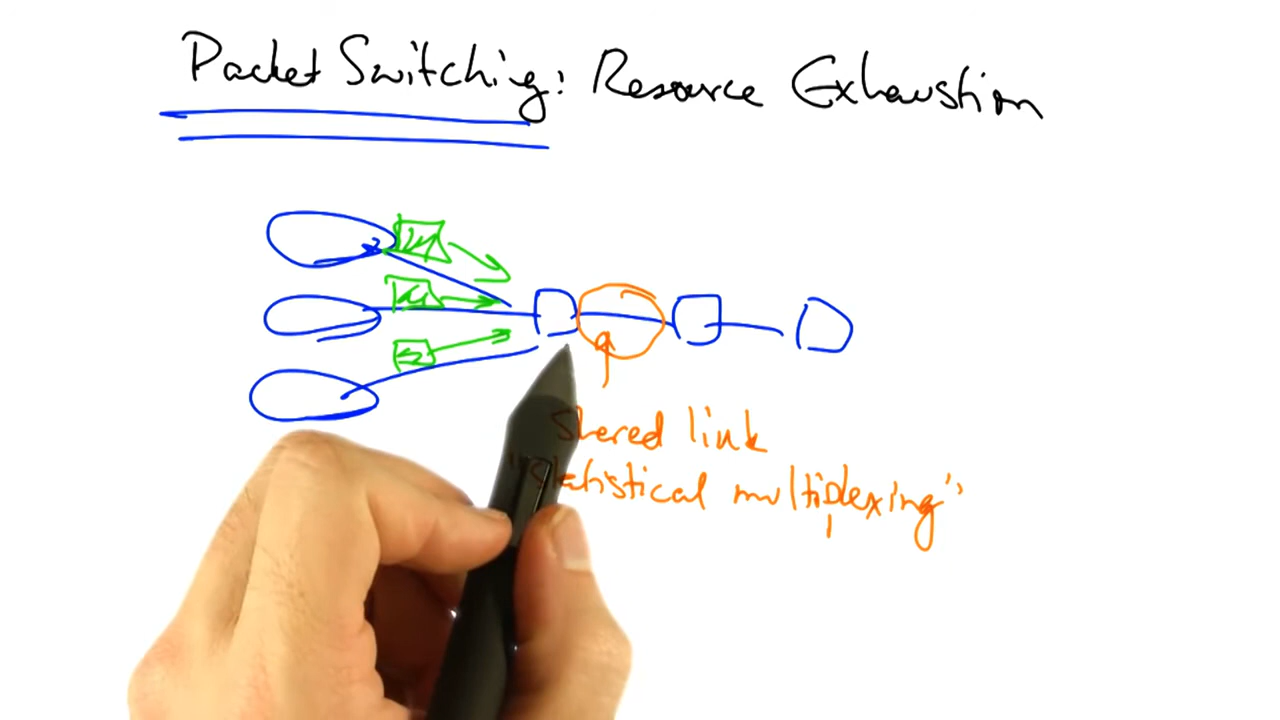 Packet Switching: Resource Exhaustion
Shared link
"Statistical multiplexing"